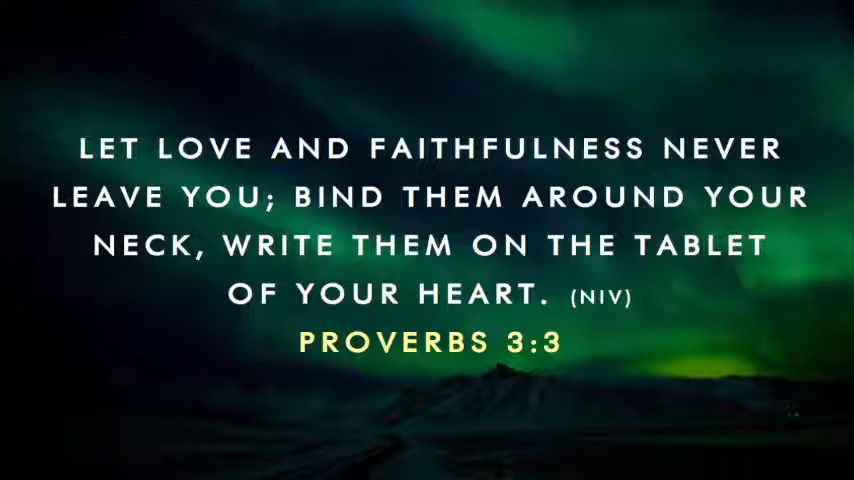 LET LOVE AND FAITHFULNESS NEVER
LEAVE YOU; BIND THEM AROUND YOUR
NECK, WRITE THEM ON THE TABLET
OF YOUR HEART. (NIV)
PROVERBS 3:3